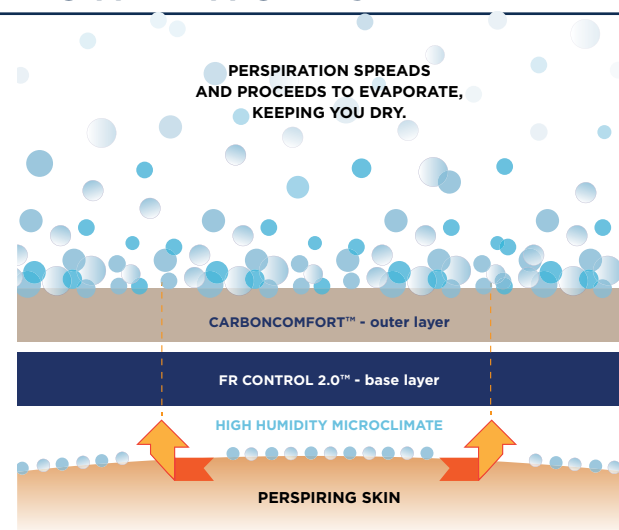 PERSPIRATION SPREADS
AND PROCEEDS TO EVAPORATE,
KEEPING YOU DRY.
CARBONCOMFORT™ - outer layer
FR CONTROL 2.0™ - base layer
HIGH HUMIDITY MICROCLIMATE
PERSPIRING SKIN